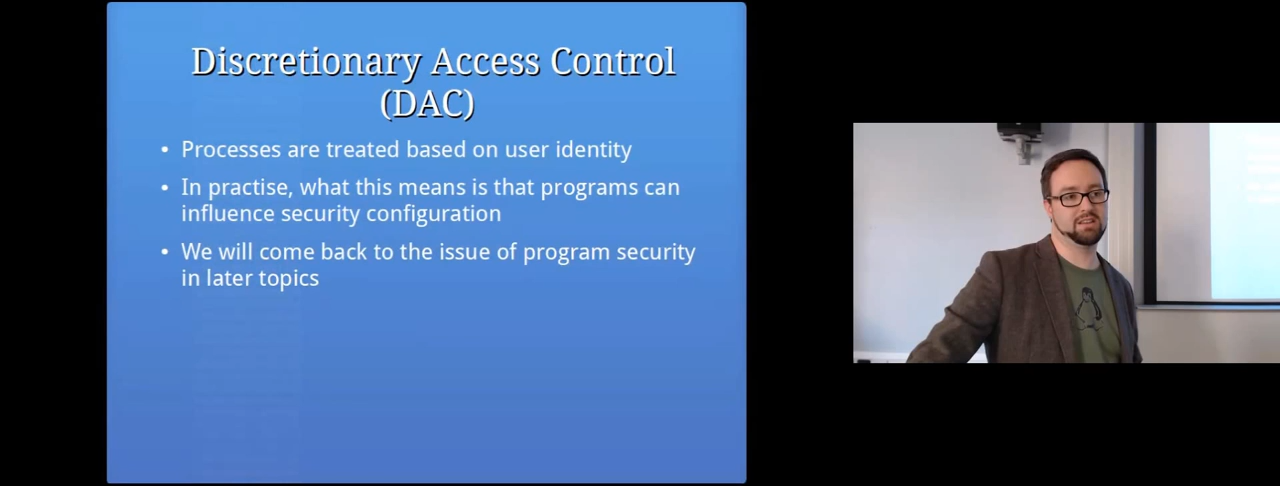 Discretionary Access Control
(DAC)
• Processes are treated based on user identity
• In practise, what this means is that programs can
influence security configuration
• We will come back to the issue of program security
in later topics